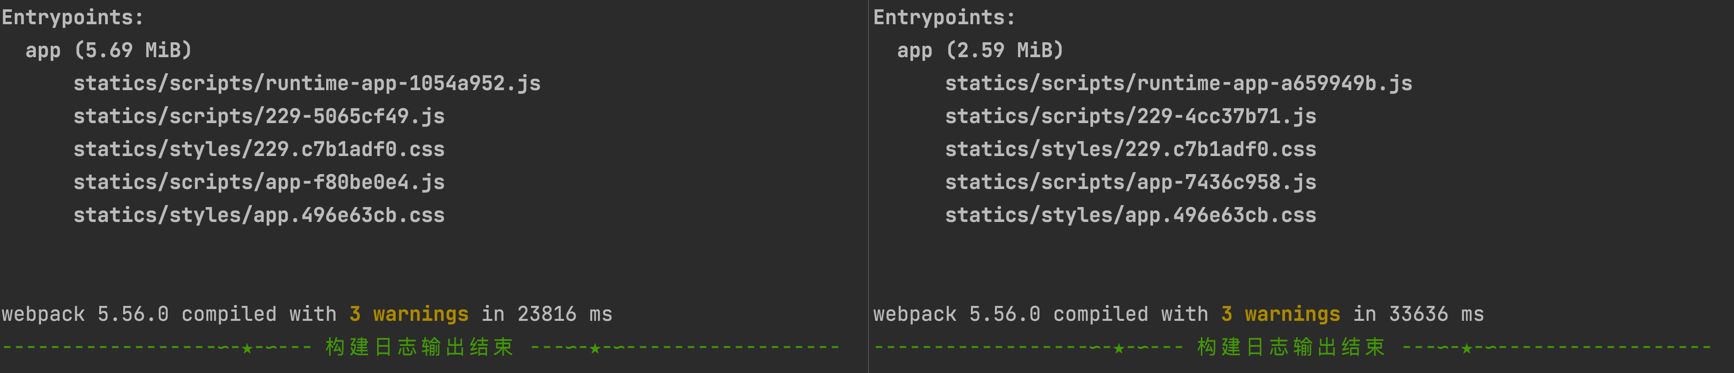 Entrypoints:
app (5.69 MiB)
statics/scripts/runtime-app-1054a952.js
statics/scripts/229-5065cf49.js
statics/styles/229.c7b1adf0.css
statics/scripts/app-f80be0e4.js
statics/styles/app.496e63cb.css
webpack 5.56.0 compiled with 3 warnings in 23816 ms
------------------~-★-~--- 构建日志输出结束 ---~-★-~------------------
Entrypoints:
app (2.59 MiB)
statics/scripts/runtime-app-a659949b.js
statics/scripts/229-4cc37b71.js
statics/styles/229.c7b1adf0.css
statics/scripts/app-7436c958.js
statics/styles/app.496e63cb.css
webpack 5.56.0 compiled with 3 warnings in 33636 ms
------------------~-★-~--- 构建日志输出结束 ---~-★-~------------------